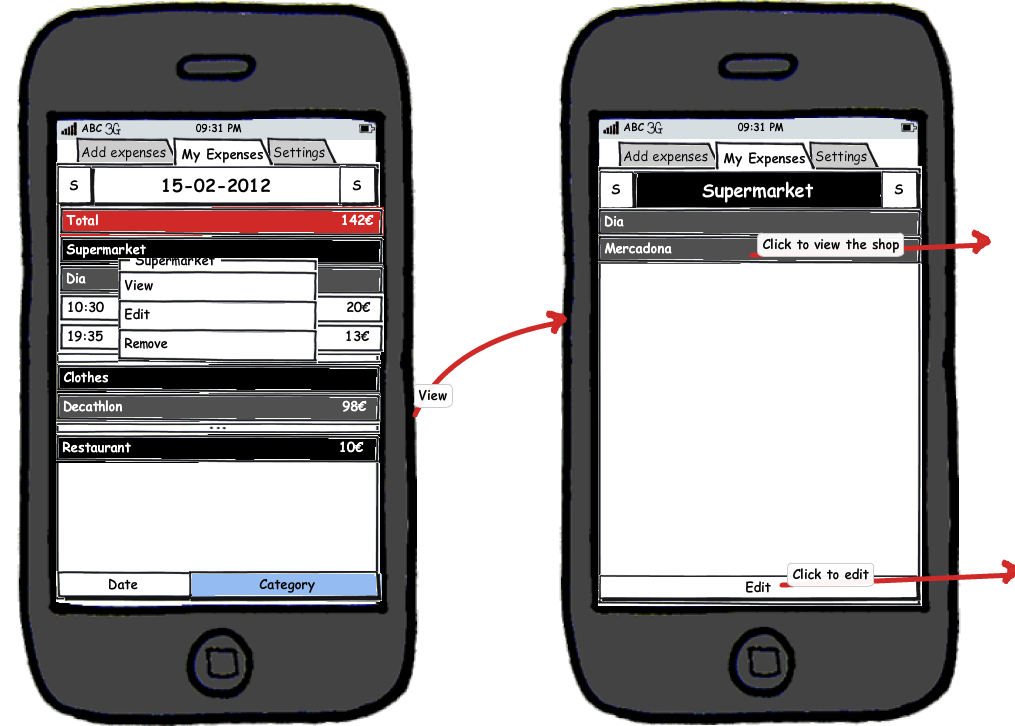 ABC 3G 09:31 PM
Add expenses My Expenses Settings
S 15-02-2012 S
Total 142€
Supermarket
Supermarket
Dia
View
10:30 20€
Edit
19:35 13€
Remove
Clothes
Decathlon 98€
...
Restaurant 10€
Date Category
View
ABC 3G 09:31 PM
Add expenses My Expenses Settings
S Supermarket S
Dia
Mercadona
Click to view the shop
Click to edit
Edit